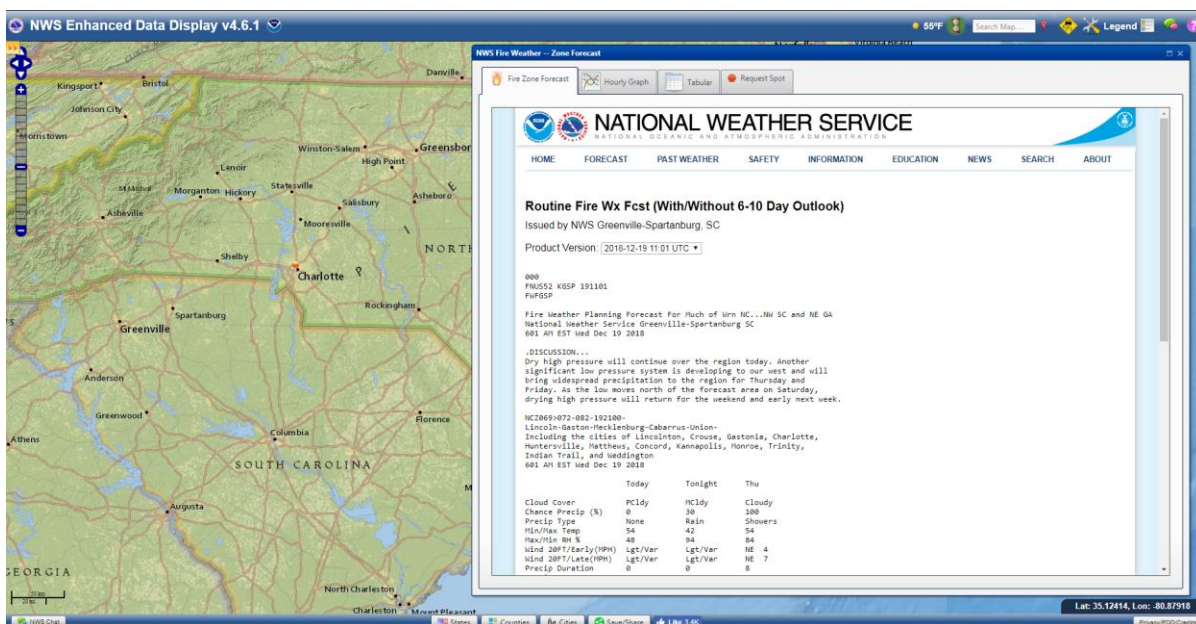 NWS Enhanced Data Display v4.6.1
55°F
Search Map...
Legend
Danville
Kingsport
Bristol
Johnson City
Morristown
Winston-Salem
Greensbor
High Point
Lenoir
Morganton
Hickory
Statesville
Asheboro
Salisbury
Asheville
Mooresville
NORTH
Shelby
Charlotte
Rockingham
Spartanburg
Greenville
Anderson
Greenwood
Florence
Athens
Columbia
SOUTH CAROLINA
Augusta
GEORGIA
North Charleston
Charleston
Mount Pleasant
NWS Fire Weather -- Zone Forecast
Fire Zone Forecast
Hourly Graph
Tabular
Request Spot
NATIONAL WEATHER SERVICE
NATIONAL OCEANIC AND ATMOSPHERIC ADMINISTRATION
HOME FORECAST PAST WEATHER SAFETY INFORMATION EDUCATION NEWS SEARCH ABOUT
Routine Fire Wx Fcst (With/Without 6-10 Day Outlook)
Issued by NWS Greenville-Spartanburg, SC
Product Version: 2018-12-19 11:01 UTC
000
FNUS52 KGSP 191101
FWFGSP
Fire Weather Planning Forecast For Much of Wrn NC...NW SC and NE GA
National Weather Service Greenville-Spartanburg SC
601 AM EST Wed Dec 19 2018
.DISCUSSION...
Dry high pressure will continue over the region today. Another
significant low pressure system is developing to our west and will
bring widespread precipitation to the region for Thursday and
Friday. As the low moves north of the forecast area on Saturday,
drying high pressure will return for the weekend and early next week.
NCZ069>072-082-192100-
Lincoln-Gaston-Mecklenburg-Cabarrus-Union-
Including the cities of Lincolnton, Crouse, Gastonia, Charlotte,
Huntersville, Matthews, Concord, Kannapolis, Monroe, Trinity,
Indian Trail, and Weddington
601 AM EST Wed Dec 19 2018
Today Tonight Thu
Cloud Cover PCldy MCldy Cloudy
Chance Precip (%) 0 30 100
Precip Type None Rain Showers
Min/Max Temp 54 42 54
Max/Min RH % 48 94 84
Wind 20FT/Early(MPH) Lgt/Var Lgt/Var NE 4
Wind 20FT/Late(MPH) Lgt/Var Lgt/Var NE 7
Precip Duration 0 0 8
Lat: 35.12414, Lon: -80.87918
NWS Chat
States
Counties
Cities
Save/Share
Like 3.4K